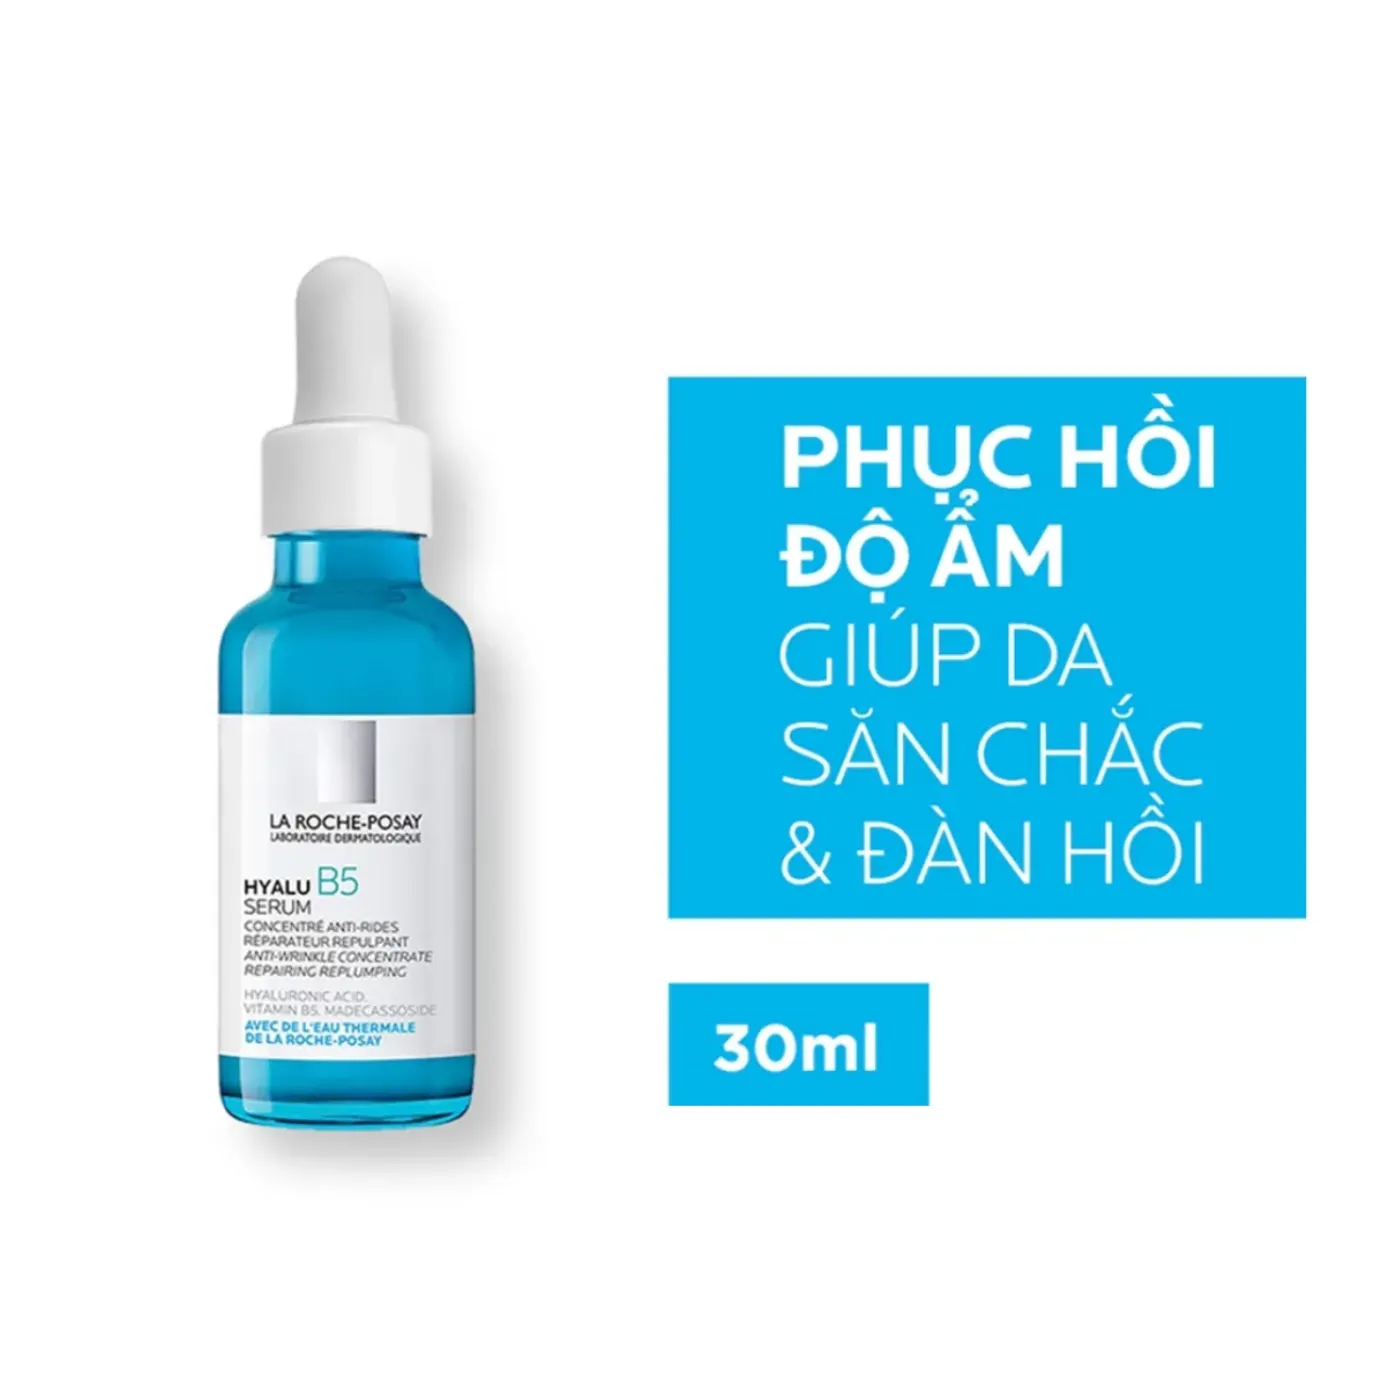 LA ROCHE-POSAY
LABORATOIRE DERMATOLOGIQUE
HYALU B5
SERUM
CONCENTRÉ ANTI-RIDES
RÉPARATEUR REPULPANT
ANTI-WRINKLE CONCENTRATE
REPAIRING REPLUMPING
HYALURONIC ACID.
VITAMIN B5. MADECASSOSIDE
AVEC DE L'EAU THERMALE
DE LA ROCHE-POSAY
PHỤC HỒI
ĐỘ ẨM
GIÚP DA
SĂN CHẮC
& ĐÀN HỒI
30ml